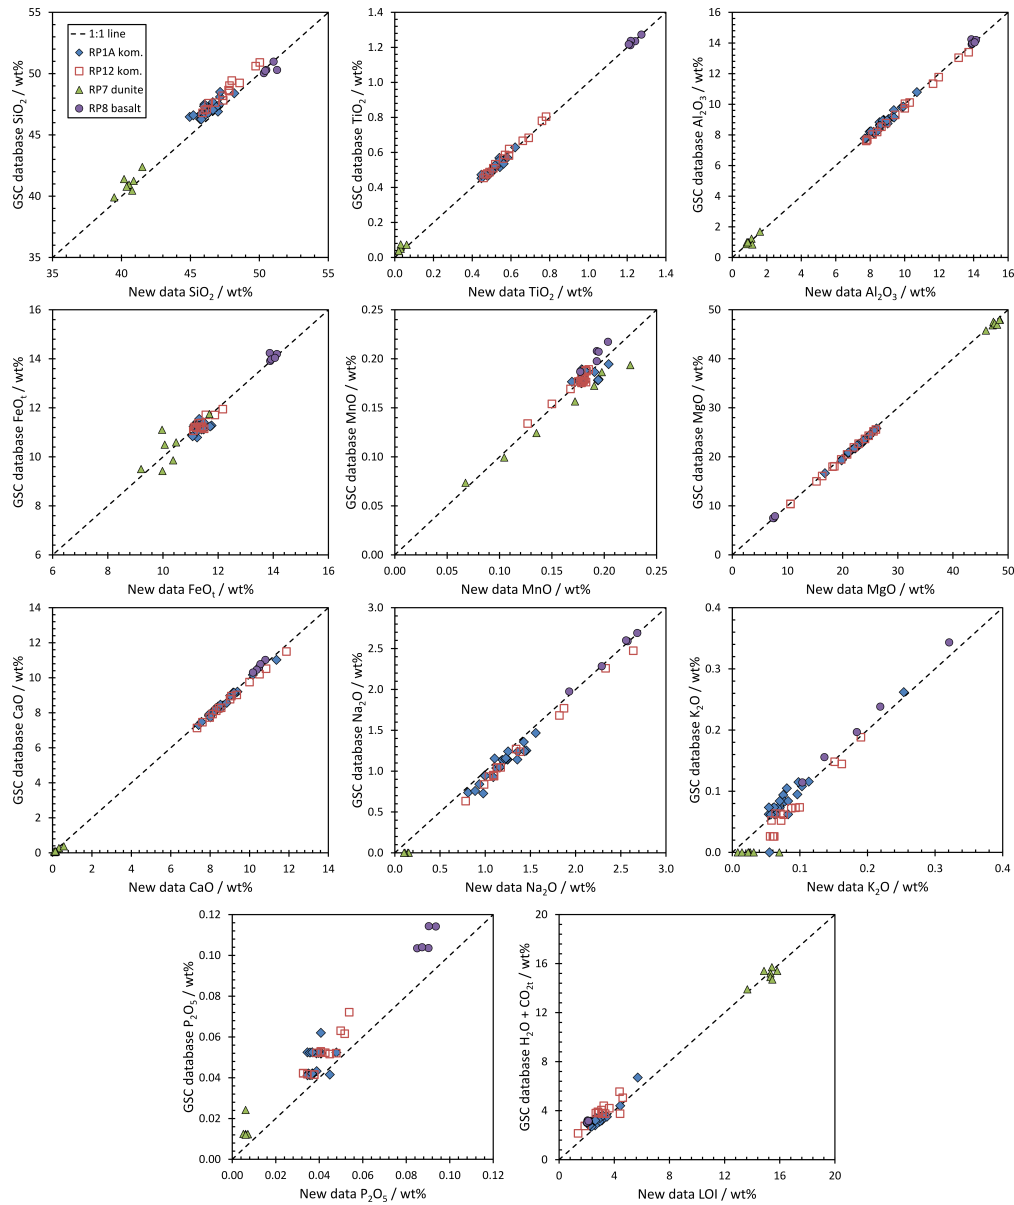 GSC database SiO₂ / wt%
55
50
45
40
35
1:1 line
RP1A kom.
RP12 kom.
RP7 dunite
RP8 basalt
35 40 45 50 55
New data SiO₂ / wt%
GSC database TiO₂ / wt%
1.4
1.2
1.0
0.8
0.6
0.4
0.2
0.0
0.0 0.2 0.4 0.6 0.8 1.0 1.2 1.4
New data TiO₂ / wt%
GSC database Al₂O₃ / wt%
16
14
12
10
8
6
4
2
0
0 2 4 6 8 10 12 14 16
New data Al₂O₃ / wt%
GSC database FeOₜ / wt%
16
14
12
10
8
6
6 8 10 12 14 16
New data FeOₜ / wt%
GSC database MnO / wt%
0.25
0.20
0.15
0.10
0.05
0.00
0.00 0.05 0.10 0.15 0.20 0.25
New data MnO / wt%
GSC database MgO / wt%
50
40
30
20
10
0
0 10 20 30 40 50
New data MgO / wt%
GSC database CaO / wt%
14
12
10
8
6
4
2
0
0 2 4 6 8 10 12 14
New data CaO / wt%
GSC database Na₂O / wt%
3.0
2.5
2.0
1.5
1.0
0.5
0.0
0.0 0.5 1.0 1.5 2.0 2.5 3.0
New data Na₂O / wt%
GSC database K₂O / wt%
0.4
0.3
0.2
0.1
0.0
0.0 0.1 0.2 0.3 0.4
New data K₂O / wt%
GSC database P₂O₅ / wt%
0.12
0.10
0.08
0.06
0.04
0.02
0.00
0.00 0.02 0.04 0.06 0.08 0.10 0.12
New data P₂O₅ / wt%
GSC database H₂O + CO₂ₜ / wt%
20
16
12
8
4
0
0 4 8 12 16 20
New data LOI / wt%